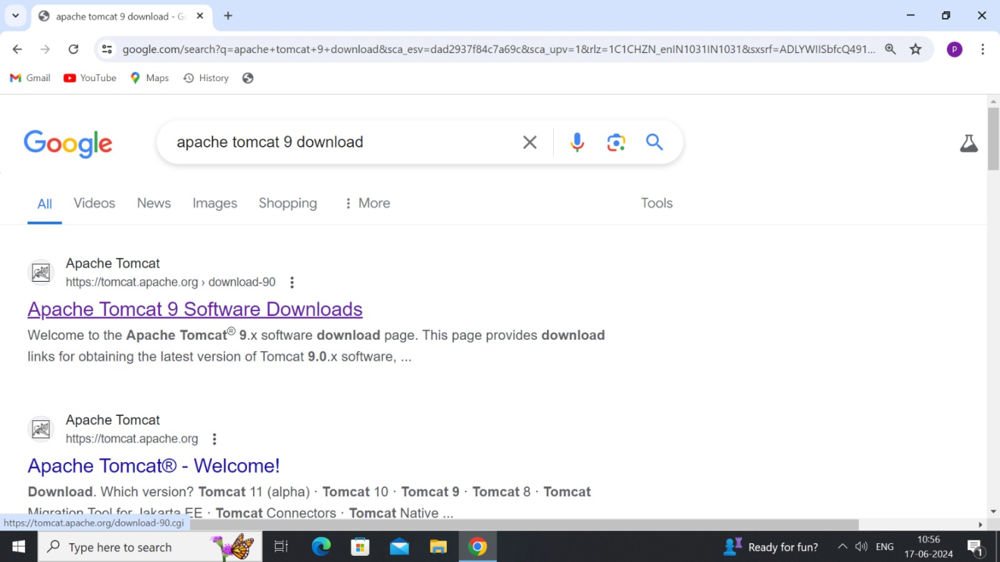 apache tomcat 9 download - G
google.com/search?q=apache+tomcat+9+download&sca_esv=dad2937f84c7a69c&sca_upv=1&rlz=1C1CHZN_enIN1031IN1031&sxsrf=ADLYWIISbfcQ491...
P
Gmail YouTube Maps History
Google apache tomcat 9 download
All Videos News Images Shopping More Tools
Apache Tomcat
https://tomcat.apache.org › download-90
Apache Tomcat 9 Software Downloads
Welcome to the Apache Tomcat® 9.x software download page. This page provides download
links for obtaining the latest version of Tomcat 9.0.x software, ...
Apache Tomcat
https://tomcat.apache.org
Apache Tomcat® - Welcome!
Download. Which version? Tomcat 11 (alpha) · Tomcat 10 · Tomcat 9 · Tomcat 8 · Tomcat
Migration Tool for Jakarta EE · Tomcat Connectors · Tomcat Native ...
https://tomcat.apache.org/download-90.cgi
Type here to search Ready for fun? ENG 10:56 1
17-06-2024